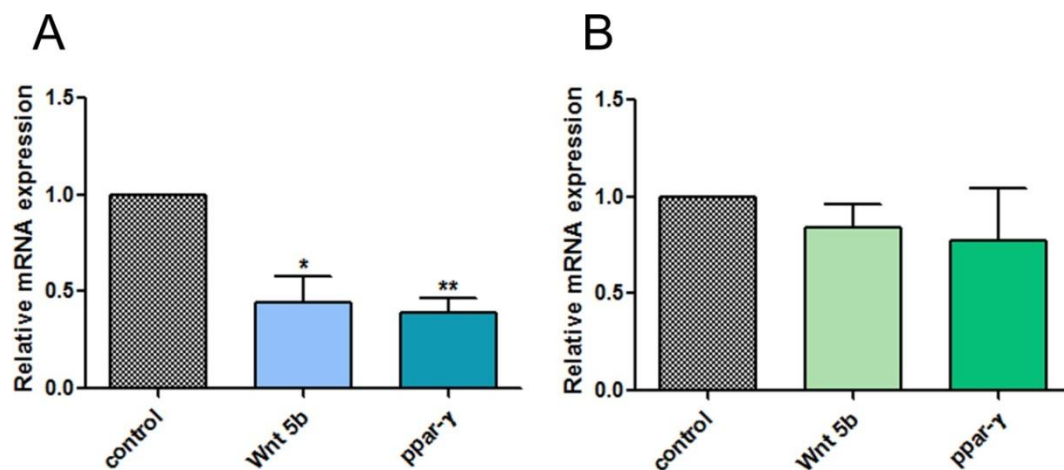 A
Relative mRNA expression
1.5
1.0
0.5
0.0
*
**
control
Wnt 5b
ppar-γ
B
Relative mRNA expression
1.5
1.0
0.5
0.0
control
Wnt 5b
ppar-γ